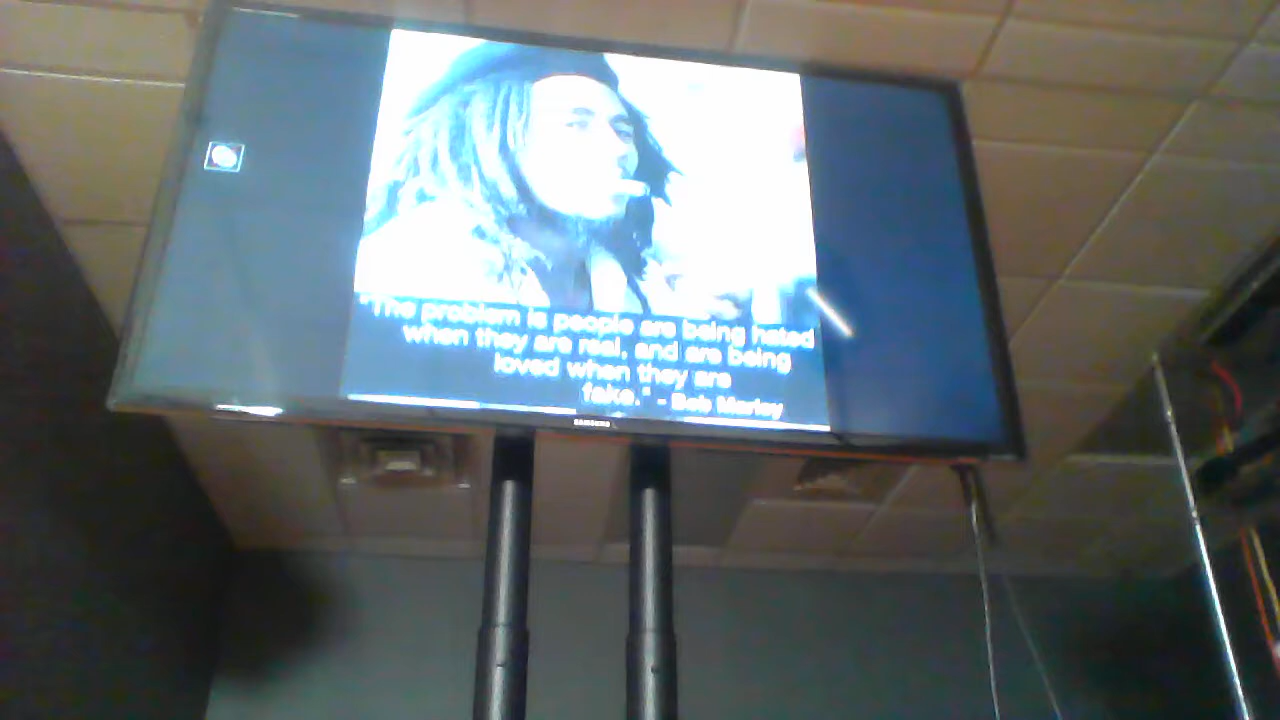 "The problem is people are being hated
when they are real, and are being
loved when they are
fake." - Bob Marley
SAMSUNG